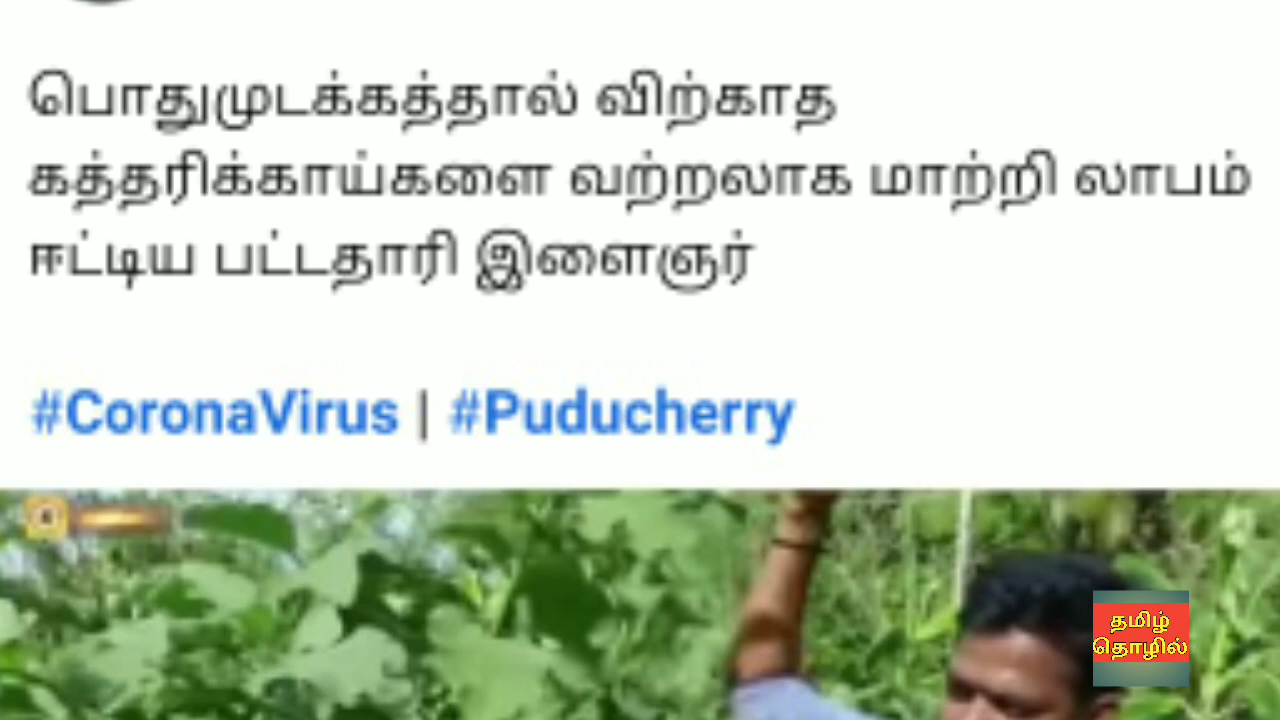 பொதுமுடக்கத்தால் விற்காத
கத்தரிக்காய்களை வற்றலாக மாற்றி லாபம்
ஈட்டிய பட்டதாரி இளைஞர்
#CoronaVirus | #Puducherry
தமிழ்
தொழில்